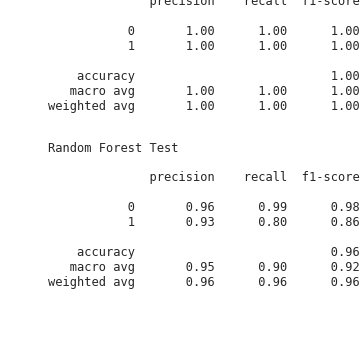 precision recall f1-score
0 1.00 1.00 1.00
1 1.00 1.00 1.00
accuracy 1.00
macro avg 1.00 1.00 1.00
weighted avg 1.00 1.00 1.00
Random Forest Test
precision recall f1-score
0 0.96 0.99 0.98
1 0.93 0.80 0.86
accuracy 0.96
macro avg 0.95 0.90 0.92
weighted avg 0.96 0.96 0.96